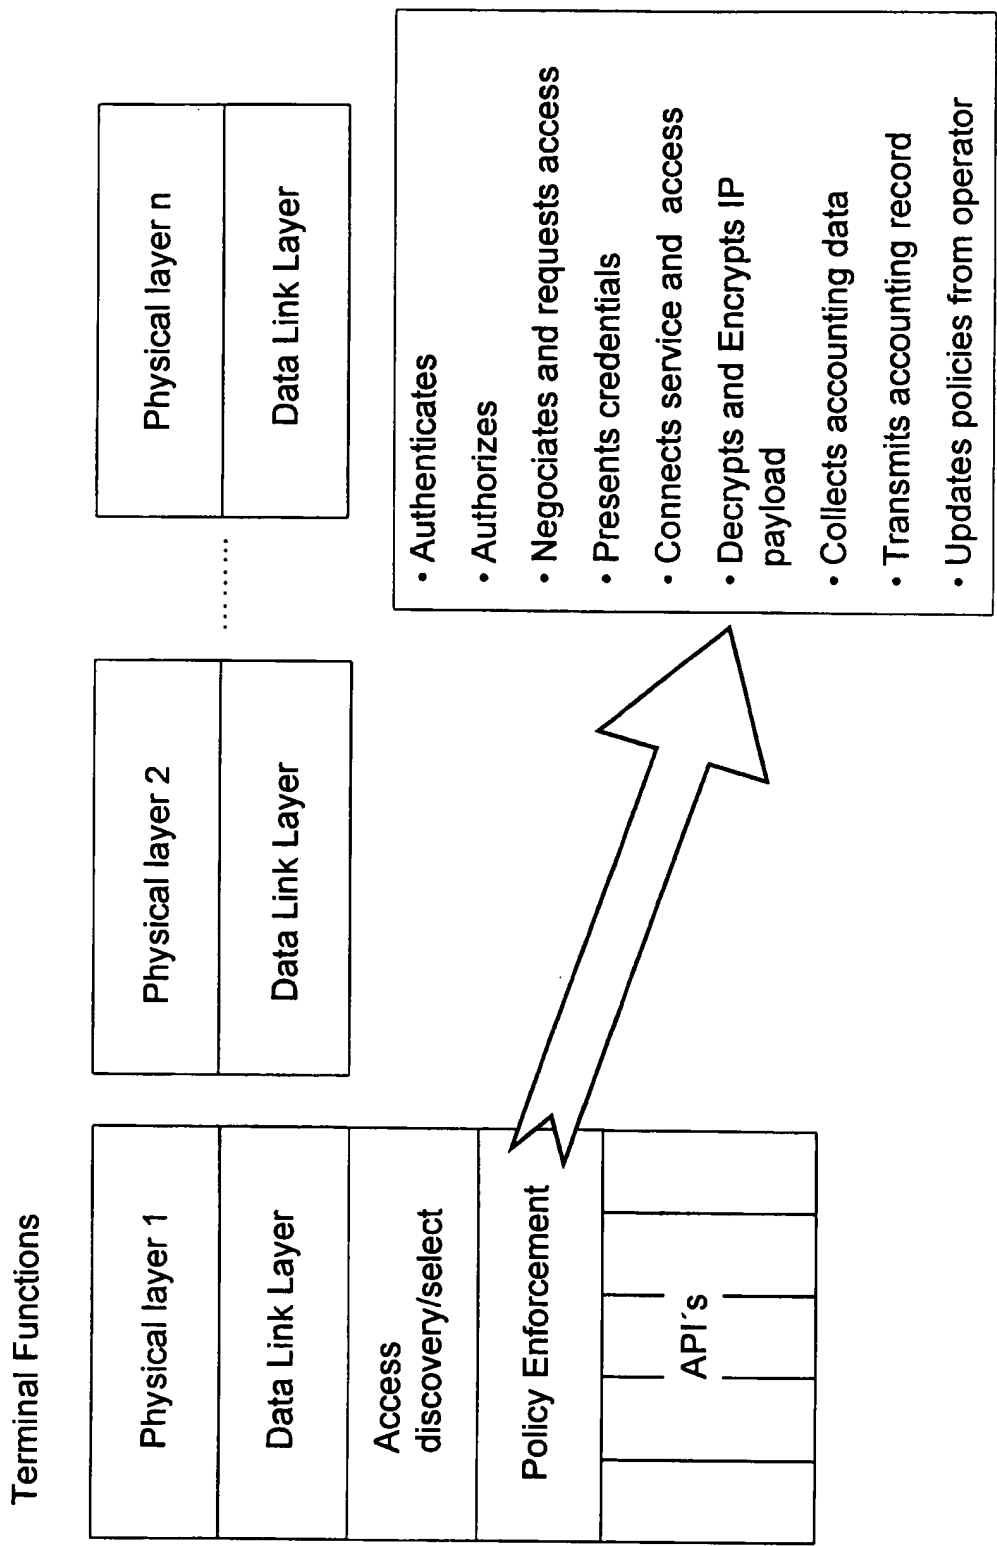 Terminal Functions
Physical layer 1
Data Link Layer
Access
discovery/select
Policy Enforcement
API´s
Physical layer 2
Data Link Layer
........
Physical layer n
Data Link Layer
• Authenticates
• Authorizes
• Negociates and requests access
• Presents credentials
• Connects service and access
• Decrypts and Encrypts IP
payload
• Collects accounting data
• Transmits accounting record
• Updates policies from operator